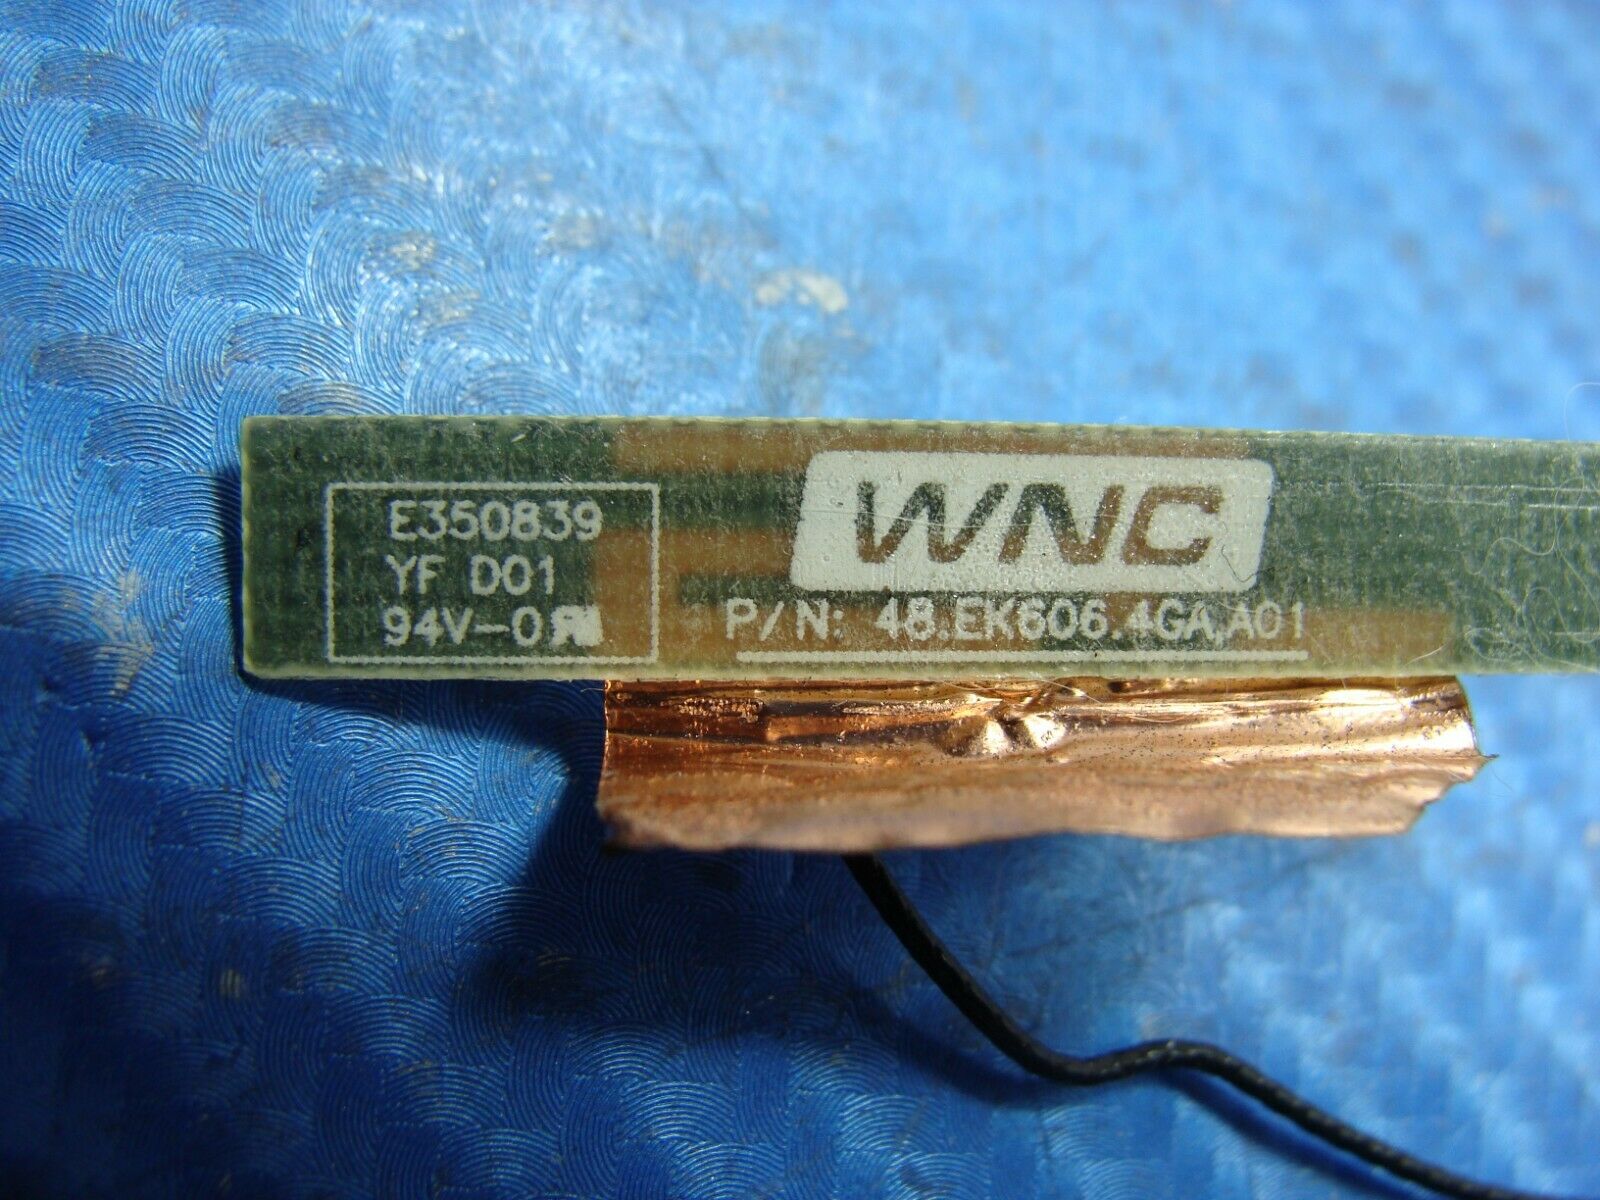 E350839
YF D01
94V-0
WNC
P/N: 48.EK606.4GA.A01